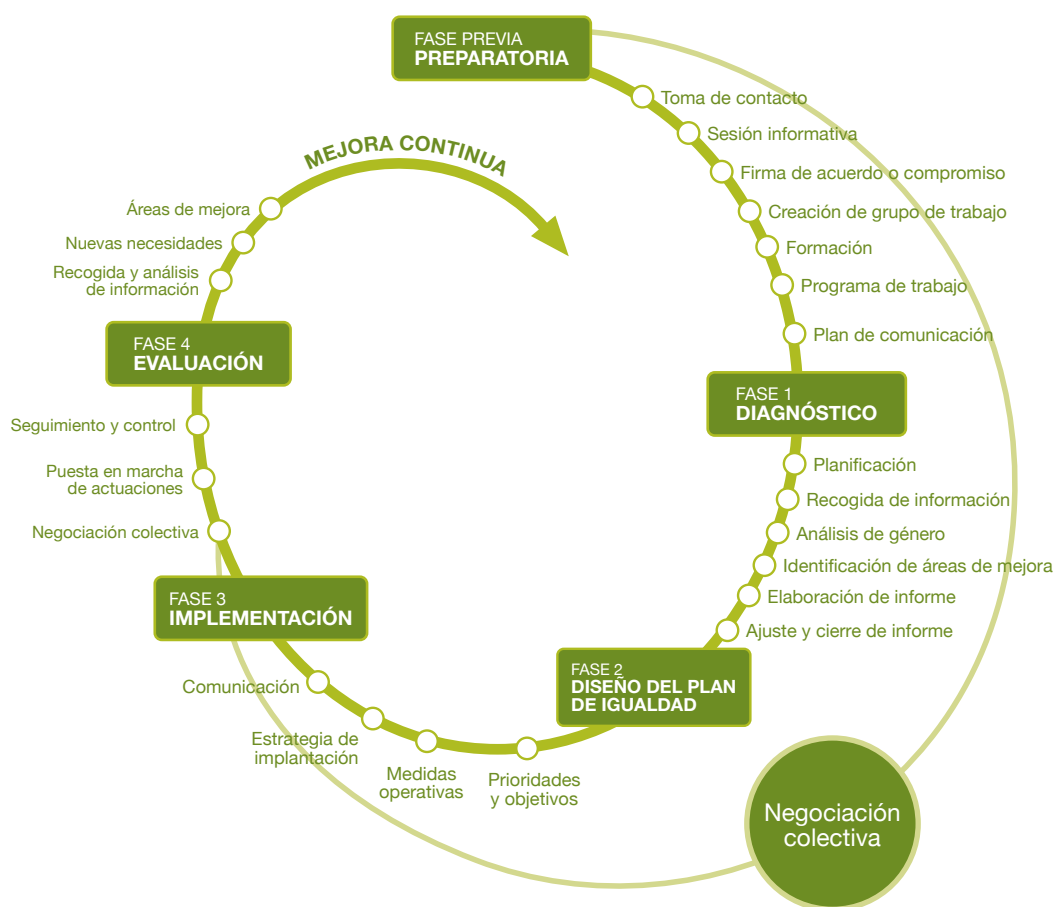 FASE PREVIA
PREPARATORIA
Toma de contacto
Sesión informativa
Firma de acuerdo o compromiso
Creación de grupo de trabajo
Formación
Programa de trabajo
Plan de comunicación
FASE 1
DIAGNÓSTICO
Planificación
Recogida de información
Análisis de género
Identificación de áreas de mejora
Elaboración de informe
Ajuste y cierre de informe
FASE 2
DISEÑO DEL PLAN
DE IGUALDAD
Prioridades
y objetivos
Medidas
operativas
Estrategia de
implantación
Comunicación
FASE 3
IMPLEMENTACIÓN
Negociación colectiva
Puesta en marcha
de actuaciones
Seguimiento y control
FASE 4
EVALUACIÓN
Recogida y análisis
de información
Nuevas necesidades
Áreas de mejora
MEJORA CONTINUA
Negociación
colectiva